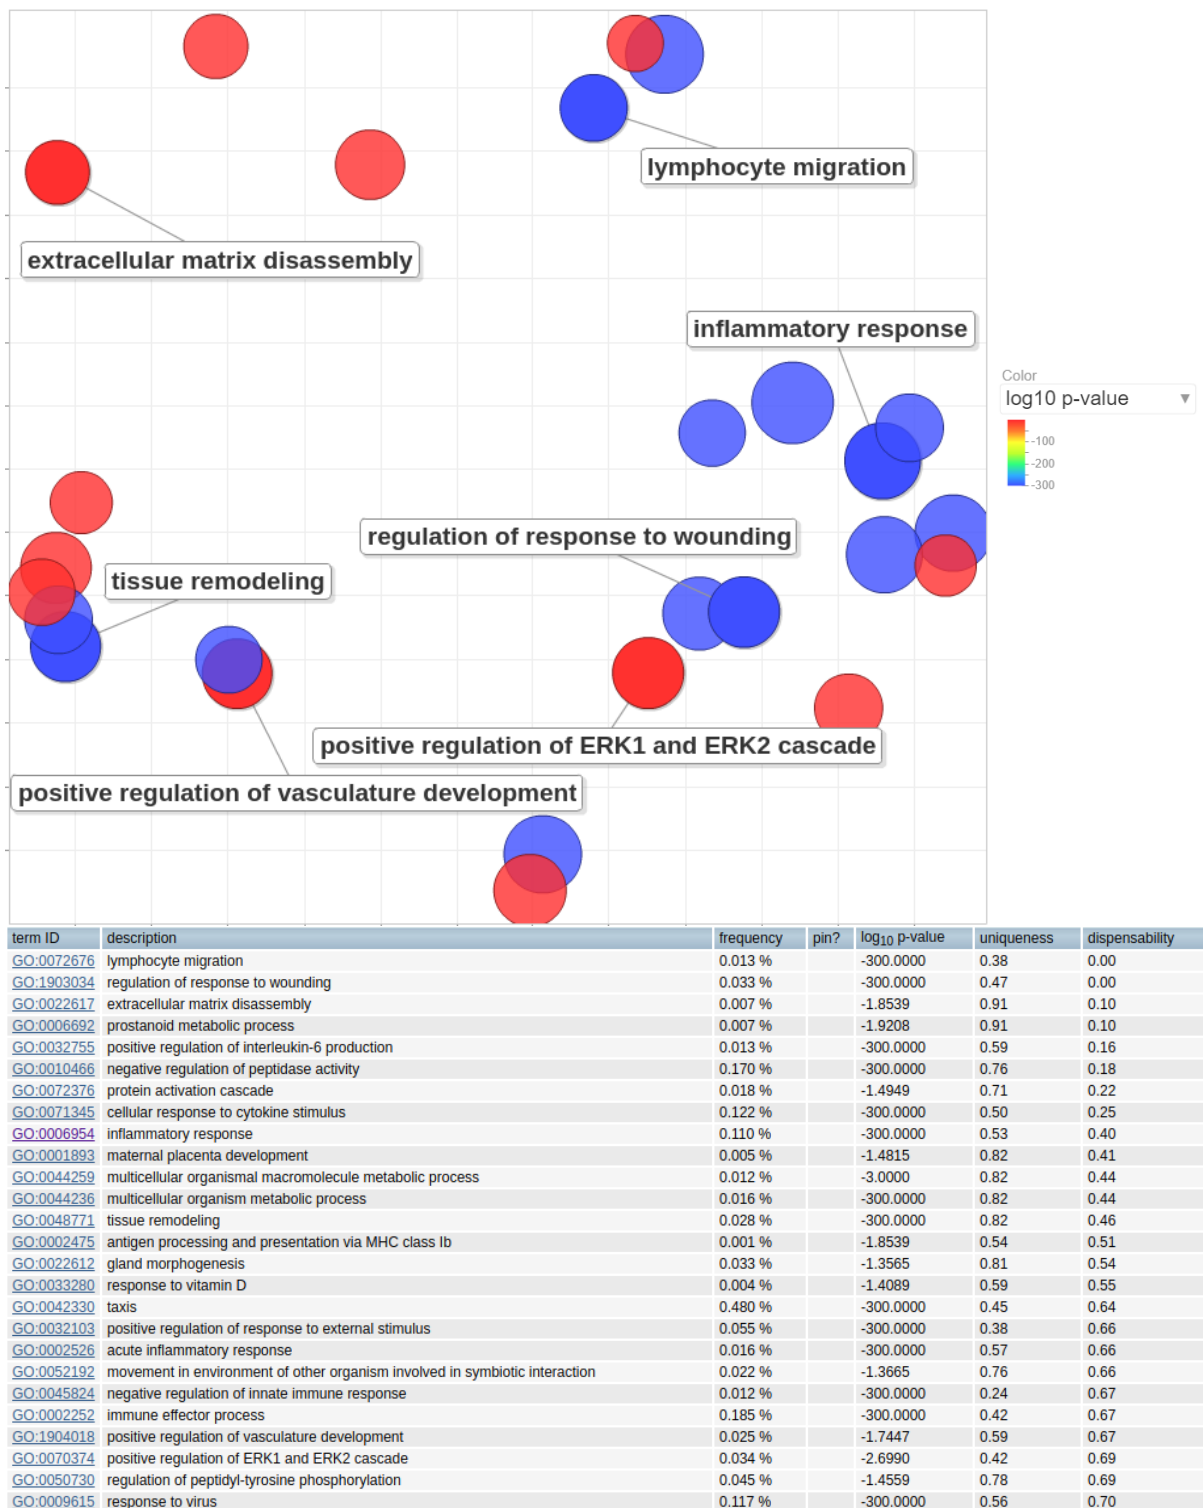 lymphocyte migration
extracellular matrix disassembly
inflammatory response
Color
log10 p-value ▼
-100
-200
-300
regulation of response to wounding
tissue remodeling
positive regulation of ERK1 and ERK2 cascade
positive regulation of vasculature development
term ID description frequency pin? log10 p-value uniqueness dispensability
GO:0072676 lymphocyte migration 0.013 % -300.0000 0.38 0.00
GO:1903034 regulation of response to wounding 0.033 % -300.0000 0.47 0.00
GO:0022617 extracellular matrix disassembly 0.007 % -1.8539 0.91 0.10
GO:0006692 prostanoid metabolic process 0.007 % -1.9208 0.91 0.10
GO:0032755 positive regulation of interleukin-6 production 0.013 % -300.0000 0.59 0.16
GO:0010466 negative regulation of peptidase activity 0.170 % -300.0000 0.76 0.18
GO:0072376 protein activation cascade 0.018 % -1.4949 0.71 0.22
GO:0071345 cellular response to cytokine stimulus 0.122 % -300.0000 0.50 0.25
GO:0006954 inflammatory response 0.110 % -300.0000 0.53 0.40
GO:0001893 maternal placenta development 0.005 % -1.4815 0.82 0.41
GO:0044259 multicellular organismal macromolecule metabolic process 0.012 % -3.0000 0.82 0.44
GO:0044236 multicellular organism metabolic process 0.016 % -300.0000 0.82 0.44
GO:0048771 tissue remodeling 0.028 % -300.0000 0.82 0.46
GO:0002475 antigen processing and presentation via MHC class Ib 0.001 % -1.8539 0.54 0.51
GO:0022612 gland morphogenesis 0.033 % -1.3565 0.81 0.54
GO:0033280 response to vitamin D 0.004 % -1.4089 0.59 0.55
GO:0042330 taxis 0.480 % -300.0000 0.45 0.64
GO:0032103 positive regulation of response to external stimulus 0.055 % -300.0000 0.38 0.66
GO:0002526 acute inflammatory response 0.016 % -300.0000 0.57 0.66
GO:0052192 movement in environment of other organism involved in symbiotic interaction 0.022 % -1.3665 0.76 0.66
GO:0045824 negative regulation of innate immune response 0.012 % -300.0000 0.24 0.67
GO:0002252 immune effector process 0.185 % -300.0000 0.42 0.67
GO:1904018 positive regulation of vasculature development 0.025 % -1.7447 0.59 0.67
GO:0070374 positive regulation of ERK1 and ERK2 cascade 0.034 % -2.6990 0.42 0.69
GO:0050730 regulation of peptidyl-tyrosine phosphorylation 0.045 % -1.4559 0.78 0.69
GO:0009615 response to virus 0.117 % -300.0000 0.56 0.70